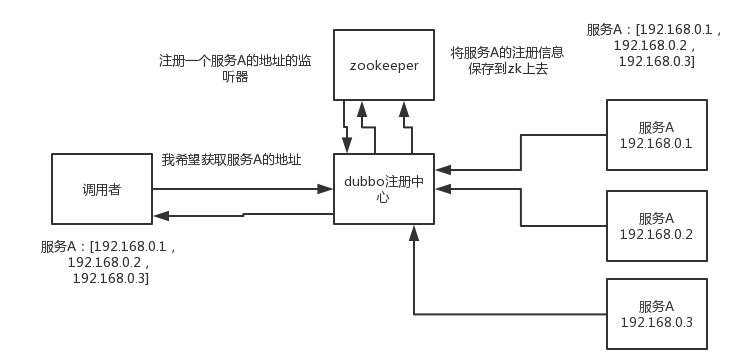 服务A：[192.168.0.1，
192.168.0.2，
192.168.0.3]
注册一个服务A的地址的监
听器
zookeeper
将服务A的注册信息
保存到zk上去
服务A
192.168.0.1
我希望获取服务A的地址
调用者
dubbo注册中
心
服务A
192.168.0.2
服务A：[192.168.0.1，
192.168.0.2，
192.168.0.3]
服务A
192.168.0.3